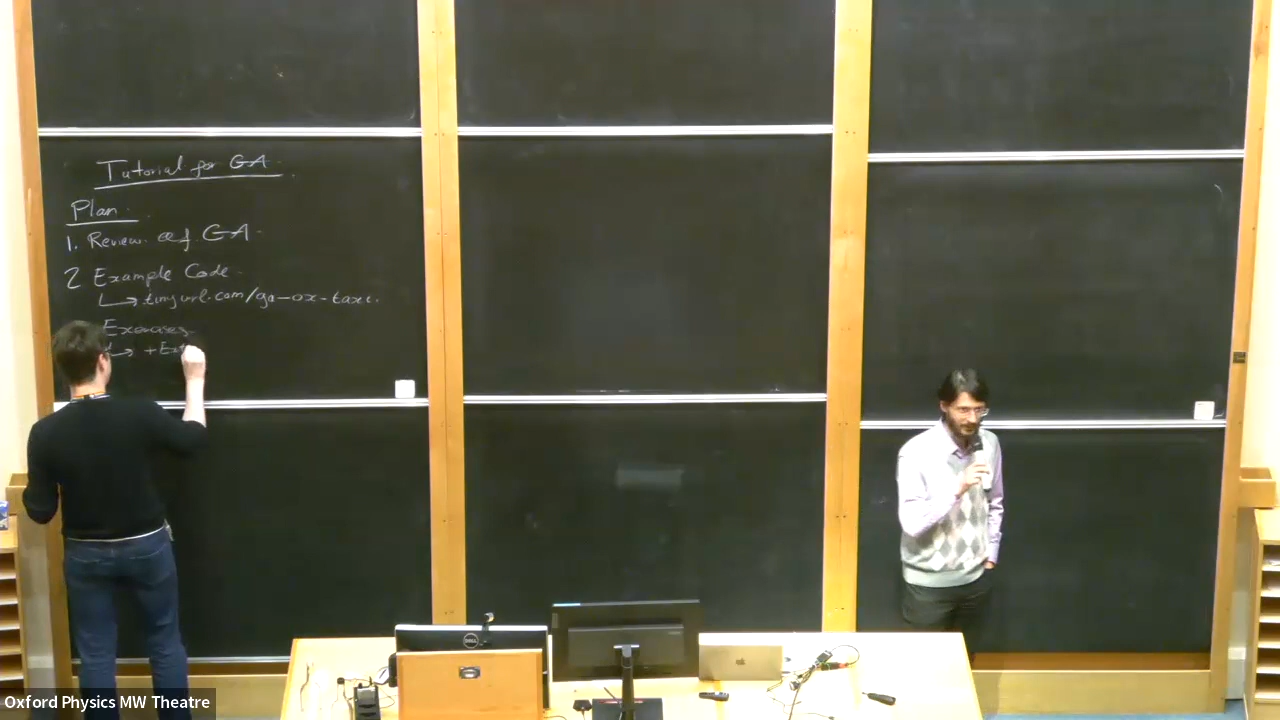 Tutorial for GA
Plan
1. Review of GA
2 Example Code
tinyurl.com/ga-ox-taxi
Exercises
DELL
Oxford Physics MW Theatre